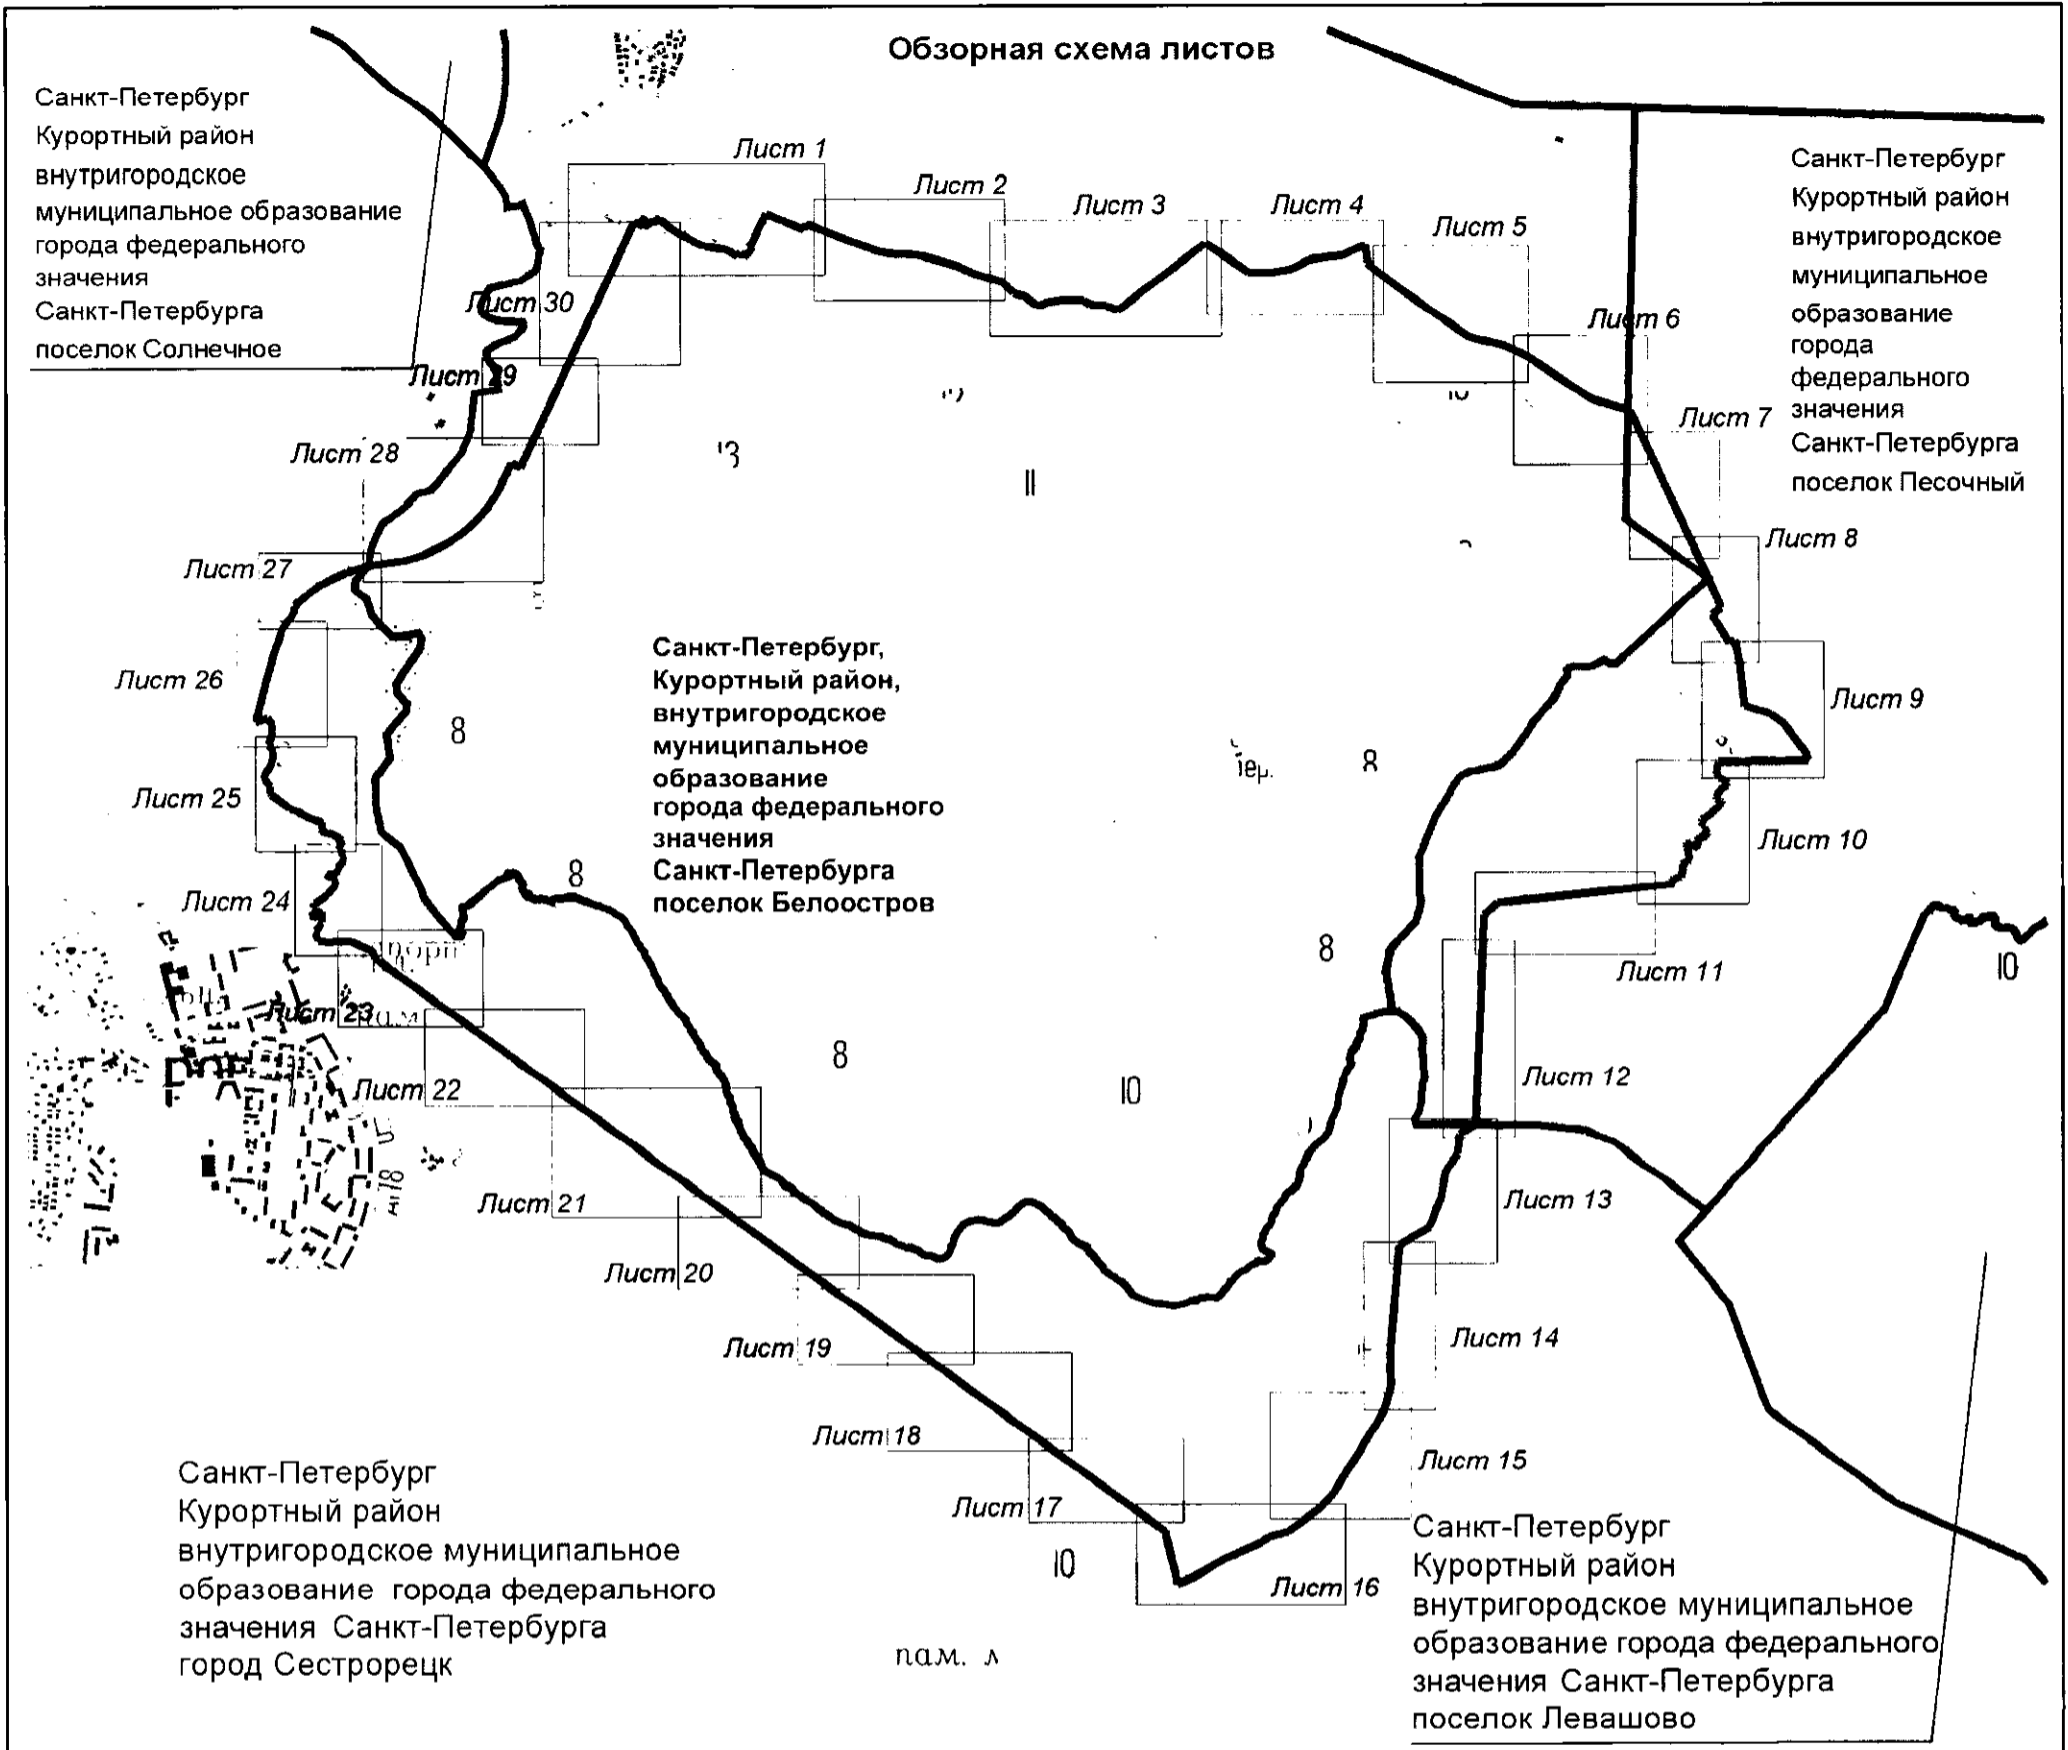 Обзорная схема листов
Санкт-Петербург
Курортный район
внутригородское
муниципальное образование
города федерального
значения
Санкт-Петербурга
поселок Солнечное
Санкт-Петербург
Курортный район
внутригородское
муниципальное
образование
города
федерального
значения
Санкт-Петербурга
поселок Песочный
Лист 1
Лист 2
Лист 3
Лист 4
Лист 5
Лист 6
Лист 7
Лист 8
Лист 9
Лист 10
Лист 11
Лист 12
Лист 13
Лист 14
Лист 15
Лист 16
Лист 17
Лист 18
Лист 19
Лист 20
Лист 21
Лист 22
Лист 23
Лист 24
Лист 25
Лист 26
Лист 27
Лист 28
Лист 29
Лист 30
Санкт-Петербург,
Курортный район,
внутригородское
муниципальное
образование
города федерального
значения
Санкт-Петербурга
поселок Белоостров
8
8
8
8
8
10
10
10
11
Санкт-Петербург
Курортный район
внутригородское муниципальное
образование города федерального
значения Санкт-Петербурга
город Сестрорецк
пам.
Санкт-Петербург
Курортный район
внутригородское муниципальное
образование города федерального
значения Санкт-Петербурга
поселок Левашово